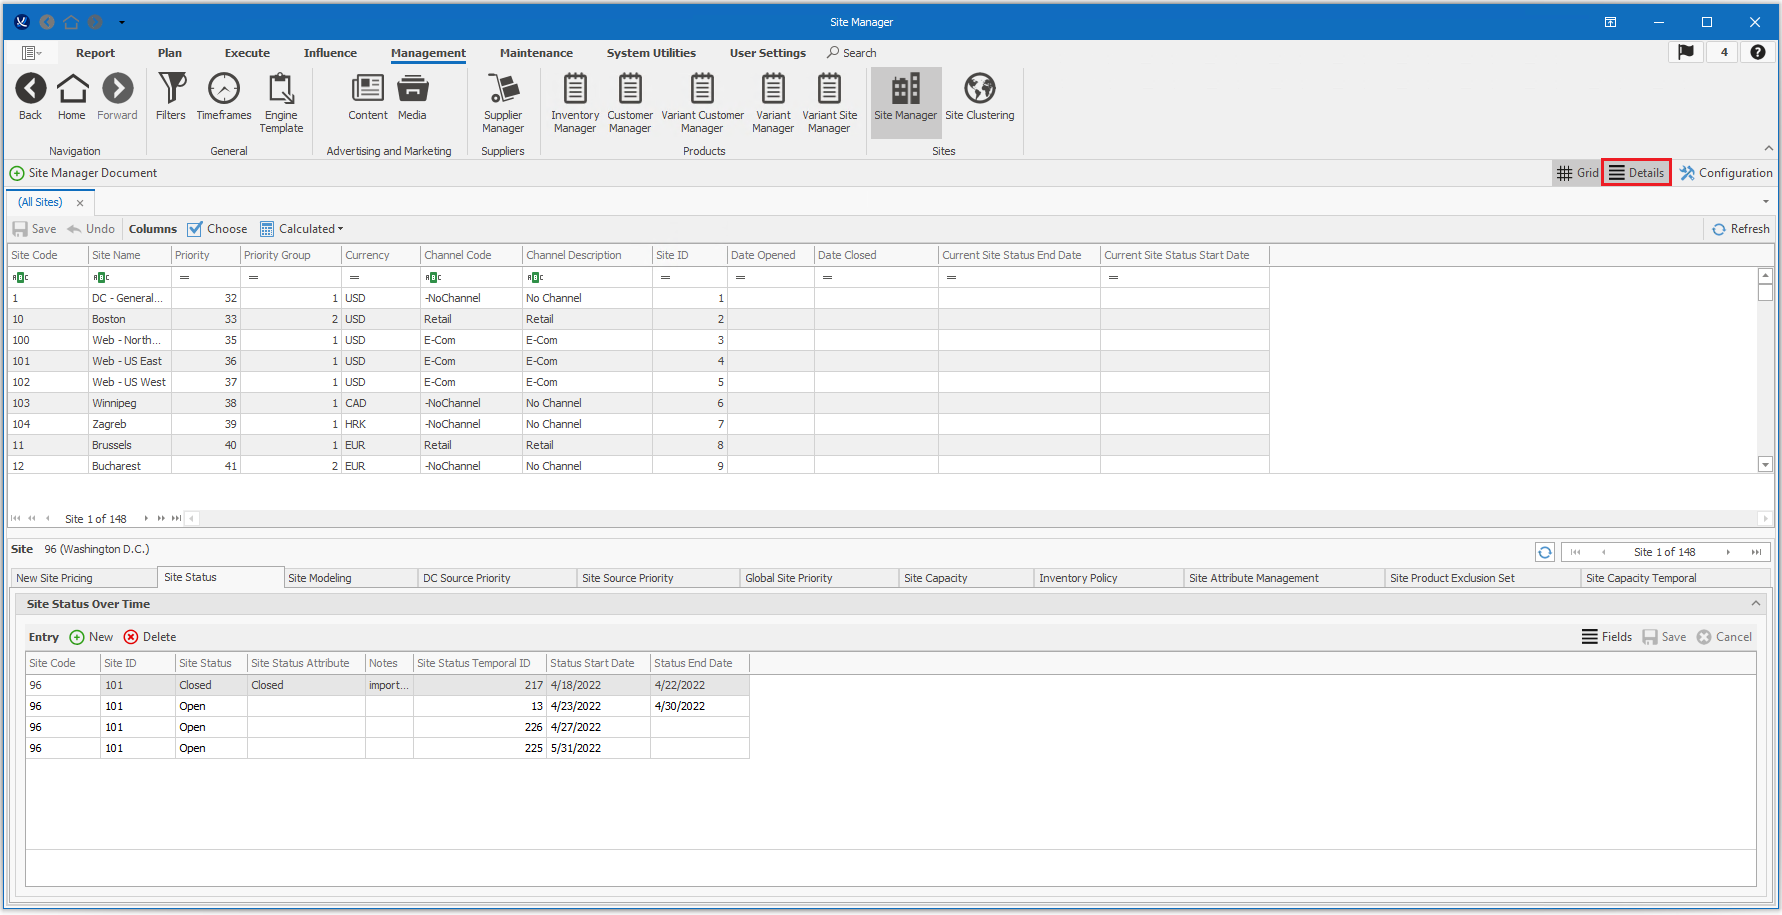 Site Manager
Report Plan Execute Influence Management Maintenance System Utilities User Settings Search 4 ?
Back Home Forward Filters Timeframes Engine Template Content Media Supplier Manager Inventory Manager Customer Manager Variant Customer Manager Variant Manager Variant Site Manager Site Manager Site Clustering
Navigation General Advertising and Marketing Suppliers Products Sites
Site Manager Document Grid Details Configuration
(All Sites)
Save Undo Columns Choose Calculated Refresh
Site Code Site Name Priority Priority Group Currency Channel Code Channel Description Site ID Date Opened Date Closed Current Site Status End Date Current Site Status Start Date
ABC ABC = = = ABC ABC = = = = =
1 DC - General... 32 1 USD -NoChannel No Channel 1
10 Boston 33 2 USD Retail Retail 2
100 Web - North... 35 1 USD E-Com E-Com 3
101 Web - US East 36 1 USD E-Com E-Com 4
102 Web - US West 37 1 USD E-Com E-Com 5
103 Winnipeg 38 1 CAD -NoChannel No Channel 6
104 Zagreb 39 1 HRK -NoChannel No Channel 7
11 Brussels 40 1 EUR Retail Retail 8
12 Bucharest 41 2 EUR -NoChannel No Channel 9
Site 1 of 148
Site 96 (Washington D.C.) Site 1 of 148
New Site Pricing Site Status Site Modeling DC Source Priority Site Source Priority Global Site Priority Site Capacity Inventory Policy Site Attribute Management Site Product Exclusion Set Site Capacity Temporal
Site Status Over Time
Entry New Delete Fields Save Cancel
Site Code Site ID Site Status Site Status Attribute Notes Site Status Temporal ID Status Start Date Status End Date
96 101 Closed Closed import... 217 4/18/2022 4/22/2022
96 101 Open 13 4/23/2022 4/30/2022
96 101 Open 226 4/27/2022
96 101 Open 225 5/31/2022